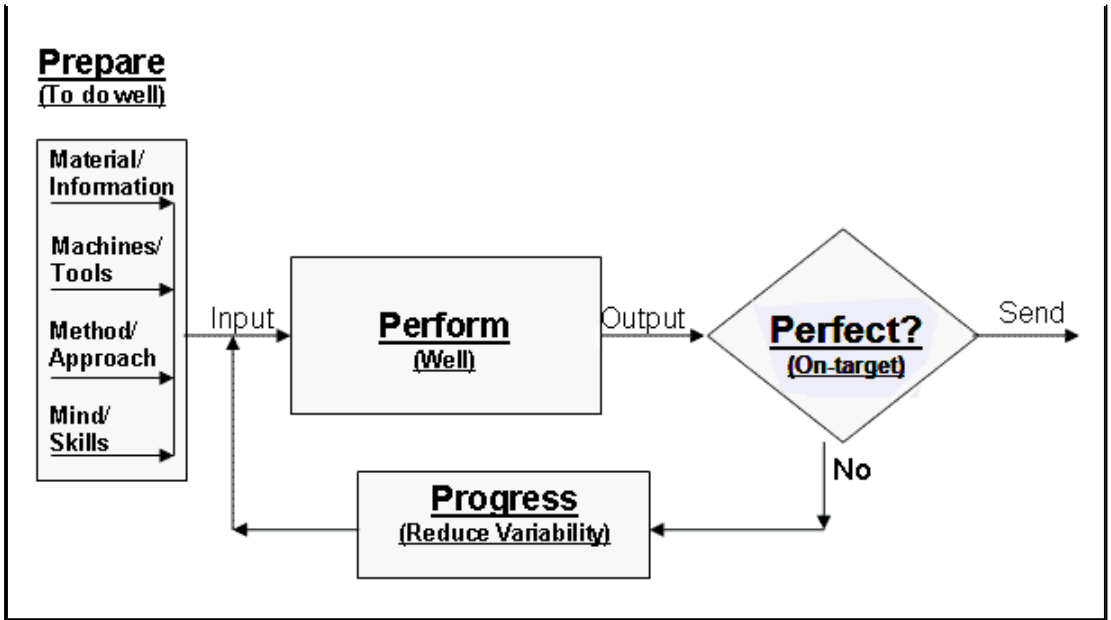 Prepare
(To do well)
Material/
Information
Machines/
Tools
Method/
Approach
Mind/
Skills
Input
Perform
(Well)
Output
Perfect?
(On-target)
Send
No
Progress
(Reduce Variability)